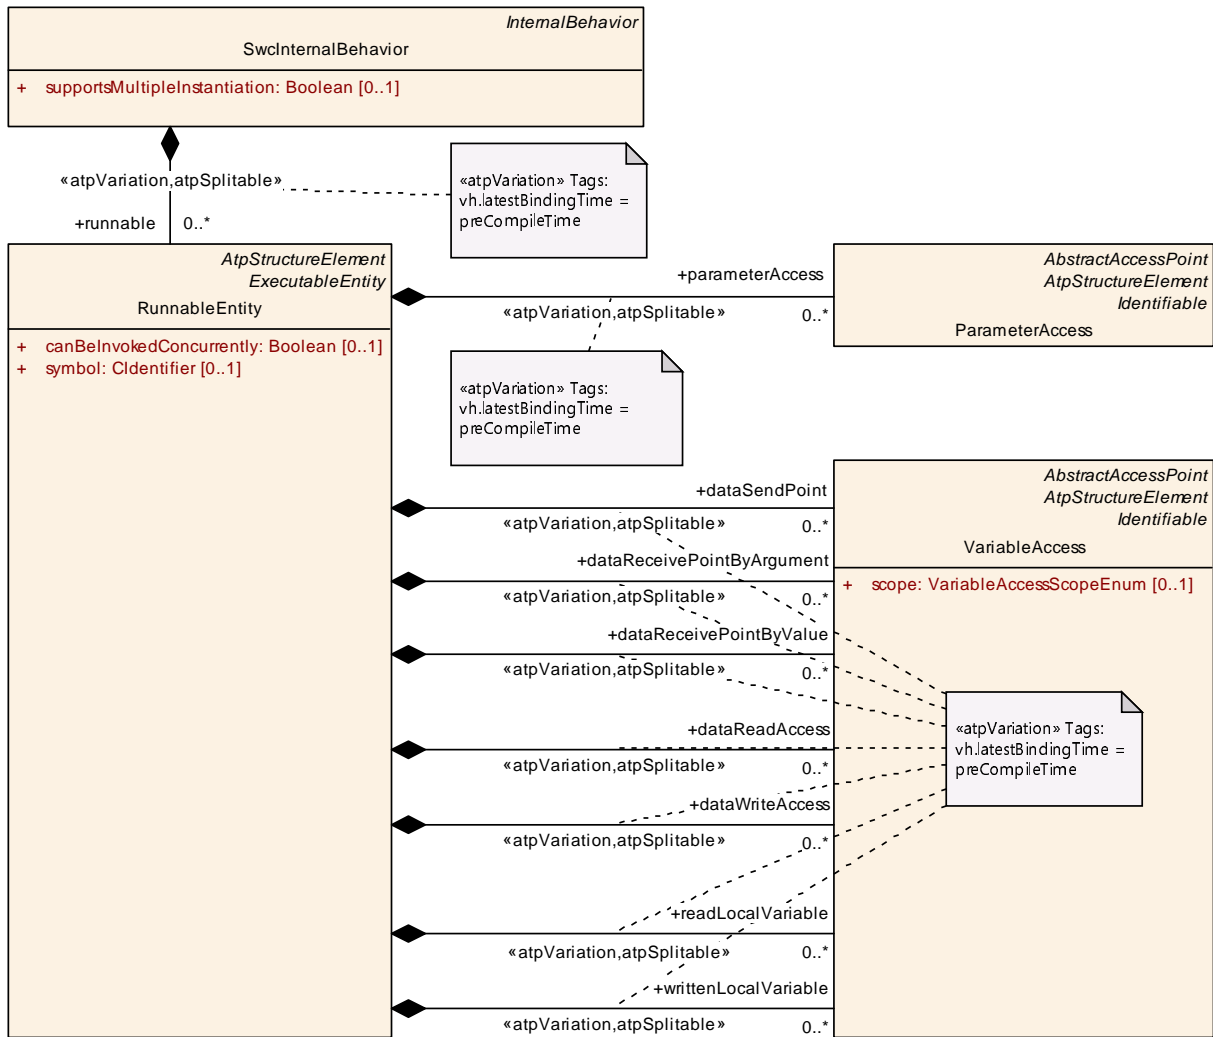 InternalBehavior
SwcInternalBehavior
+ supportsMultipleInstantiation: Boolean [0..1]
«atpVariation,atpSplitable»
+runnable 0..*
«atpVariation» Tags:
vh.latestBindingTime =
preCompileTime
AtpStructureElement
ExecutableEntity
RunnableEntity
+ canBeInvokedConcurrently: Boolean [0..1]
+ symbol: CIdentifier [0..1]
+parameterAccess
«atpVariation,atpSplitable» 0..*
AbstractAccessPoint
AtpStructureElement
Identifiable
ParameterAccess
«atpVariation» Tags:
vh.latestBindingTime =
preCompileTime
+dataSendPoint
«atpVariation,atpSplitable» 0..*
+dataReceivePointByArgument
«atpVariation,atpSplitable» 0..*
+dataReceivePointByValue
«atpVariation,atpSplitable» 0..*
+dataReadAccess
«atpVariation,atpSplitable» 0..*
+dataWriteAccess
«atpVariation,atpSplitable» 0..*
+readLocalVariable
«atpVariation,atpSplitable» 0..*
+writtenLocalVariable
«atpVariation,atpSplitable» 0..*
AbstractAccessPoint
AtpStructureElement
Identifiable
VariableAccess
+ scope: VariableAccessScopeEnum [0..1]
«atpVariation» Tags:
vh.latestBindingTime =
preCompileTime